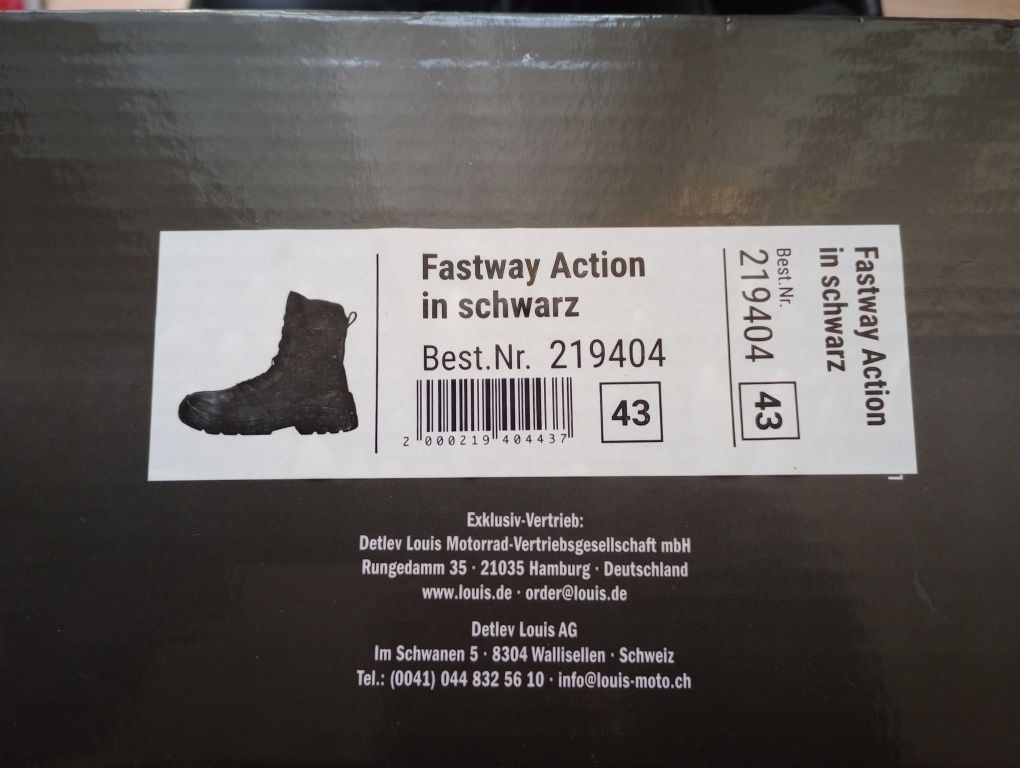 Fastway Action
in schwarz
Best.Nr. 219404
2 000219 404437
43
Best.Nr.
219404
43
Fastway Action
in schwarz
Exklusiv-Vertrieb:
Detlev Louis Motorrad-Vertriebsgesellschaft mbH
Rungedamm 35 · 21035 Hamburg · Deutschland
www.louis.de · order@louis.de
Detlev Louis AG
Im Schwanen 5 · 8304 Wallisellen · Schweiz
Tel.: (0041) 044 832 56 10 · info@louis-moto.ch